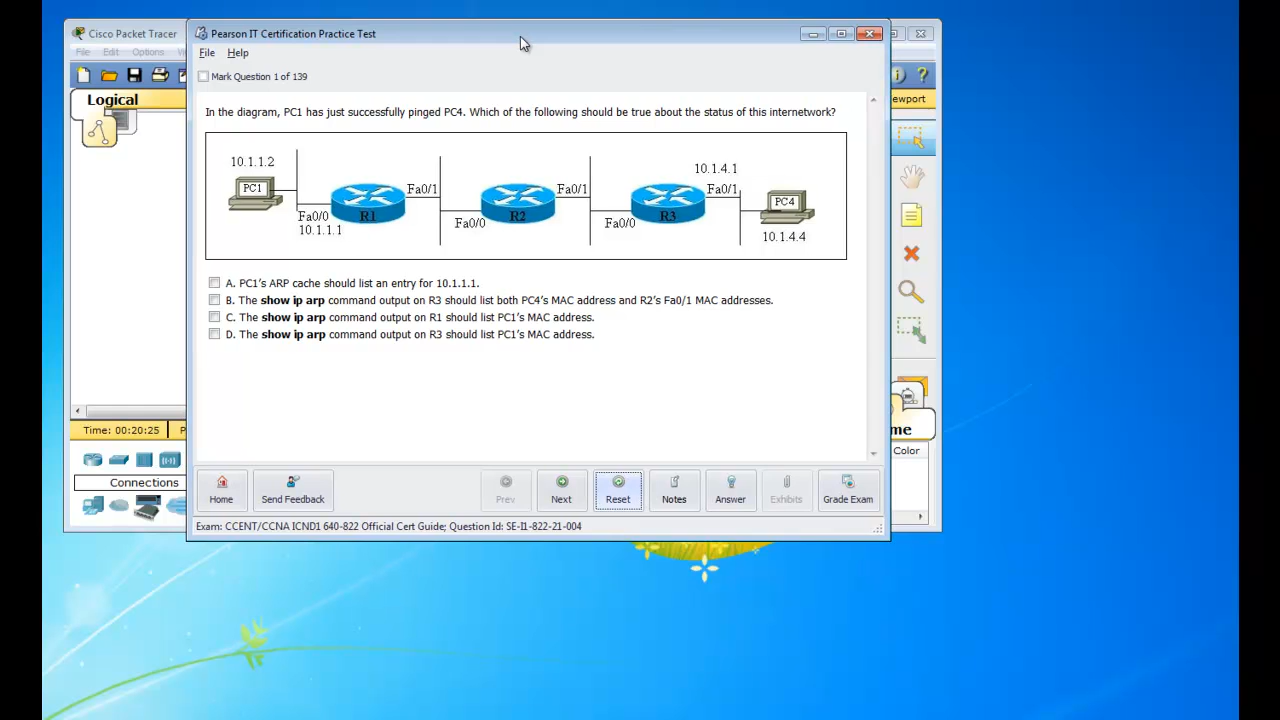 Cisco Packet Tracer
File Edit Options
Logical
Time: 00:20:25
Connections
Pearson IT Certification Practice Test
File Help
Mark Question 1 of 139
In the diagram, PC1 has just successfully pinged PC4. Which of the following should be true about the status of this internetwork?
10.1.1.2
PC1
Fa0/0
10.1.1.1
R1
Fa0/1
Fa0/0
R2
Fa0/1
Fa0/0
R3
10.1.4.1
Fa0/1
PC4
10.1.4.4
A. PC1's ARP cache should list an entry for 10.1.1.1.
B. The show ip arp command output on R3 should list both PC4's MAC address and R2's Fa0/1 MAC addresses.
C. The show ip arp command output on R1 should list PC1's MAC address.
D. The show ip arp command output on R3 should list PC1's MAC address.
Home Send Feedback Prev Next Reset Notes Answer Exhibits Grade Exam
Exam: CCENT/CCNA ICND1 640-822 Official Cert Guide; Question Id: SE-I1-822-21-004
ewport
me
Color